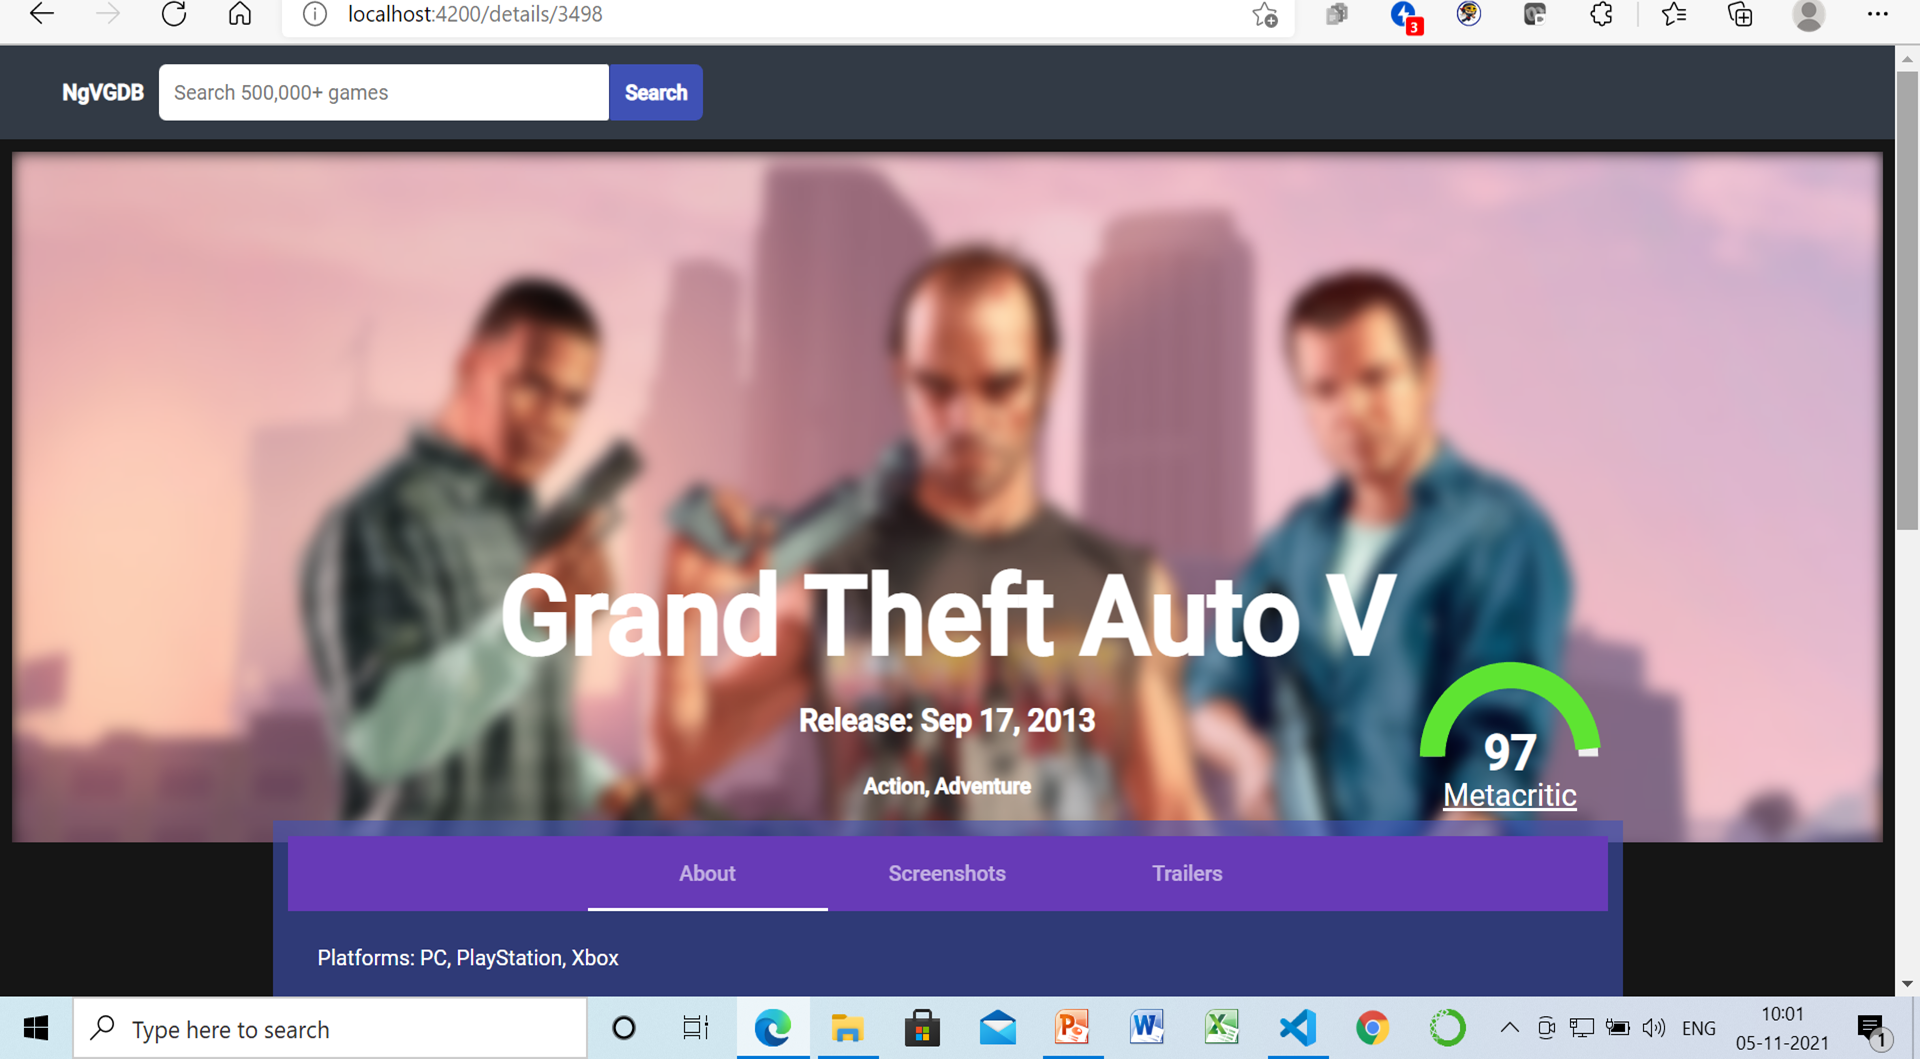 localhost:4200/details/3498
3
NgVGDB
Search 500,000+ games
Search
Grand Theft Auto V
Release: Sep 17, 2013
Action, Adventure
97
Metacritic
About
Screenshots
Trailers
Platforms: PC, PlayStation, Xbox
Type here to search
ENG
10:01
05-11-2021
1